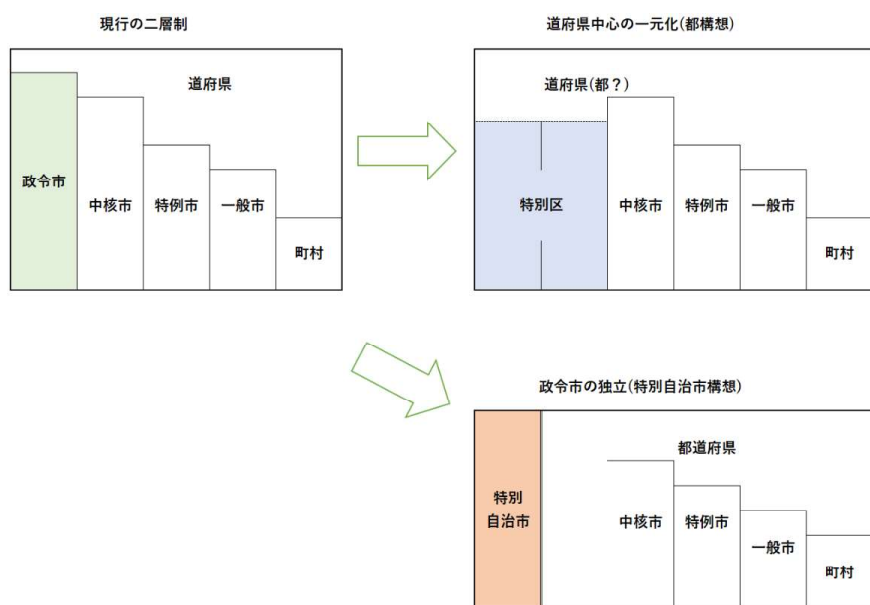 現行の二層制
道府県
政令市
中核市
特例市
一般市
町村
道府県中心の一元化(都構想)
道府県(都？)
特別区
中核市
特例市
一般市
町村
政令市の独立(特別自治市構想)
都道府県
特別
自治市
中核市
特例市
一般市
町村